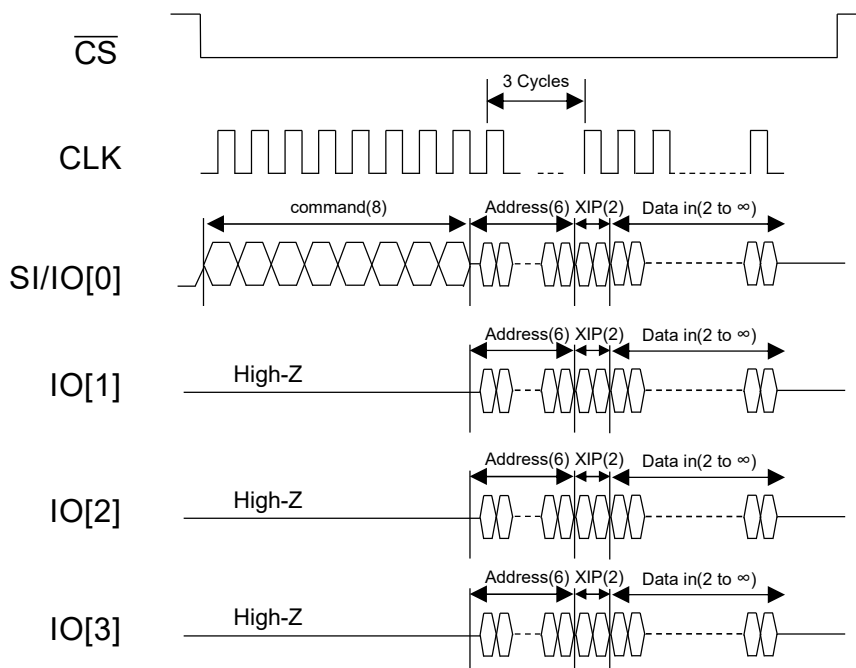 CS
3 Cycles
CLK
command(8) Address(6) XIP(2) Data in(2 to ∞)
SI/IO[0]
Address(6) XIP(2) Data in(2 to ∞)
IO[1] High-Z
Address(6) XIP(2) Data in(2 to ∞)
IO[2] High-Z
Address(6) XIP(2) Data in(2 to ∞)
IO[3] High-Z